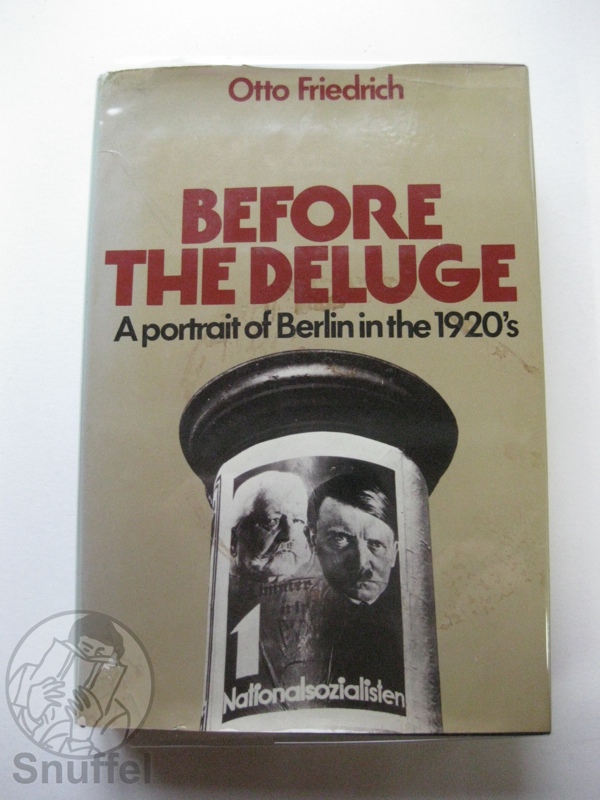 Otto Friedrich
BEFORE
THE DELUGE
A portrait of Berlin in the 1920's
1
Nationalsozialisten
Snuffel